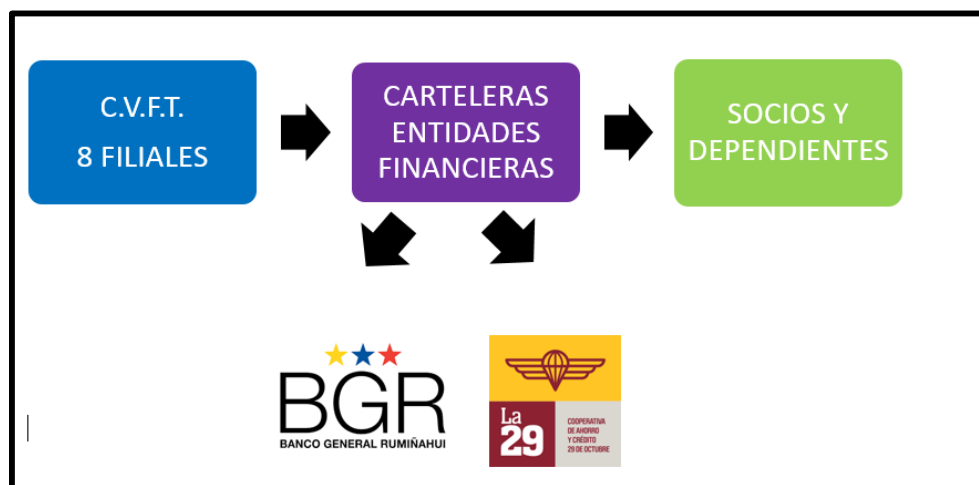 C.V.F.T.
8 FILIALES
CARTELERAS
ENTIDADES
FINANCIERAS
SOCIOS Y
DEPENDIENTES
BGR
BANCO GENERAL RUMIÑAHUI
La
29
COOPERATIVA
DE AHORRO
Y CRÉDITO
29 DE OCTUBRE